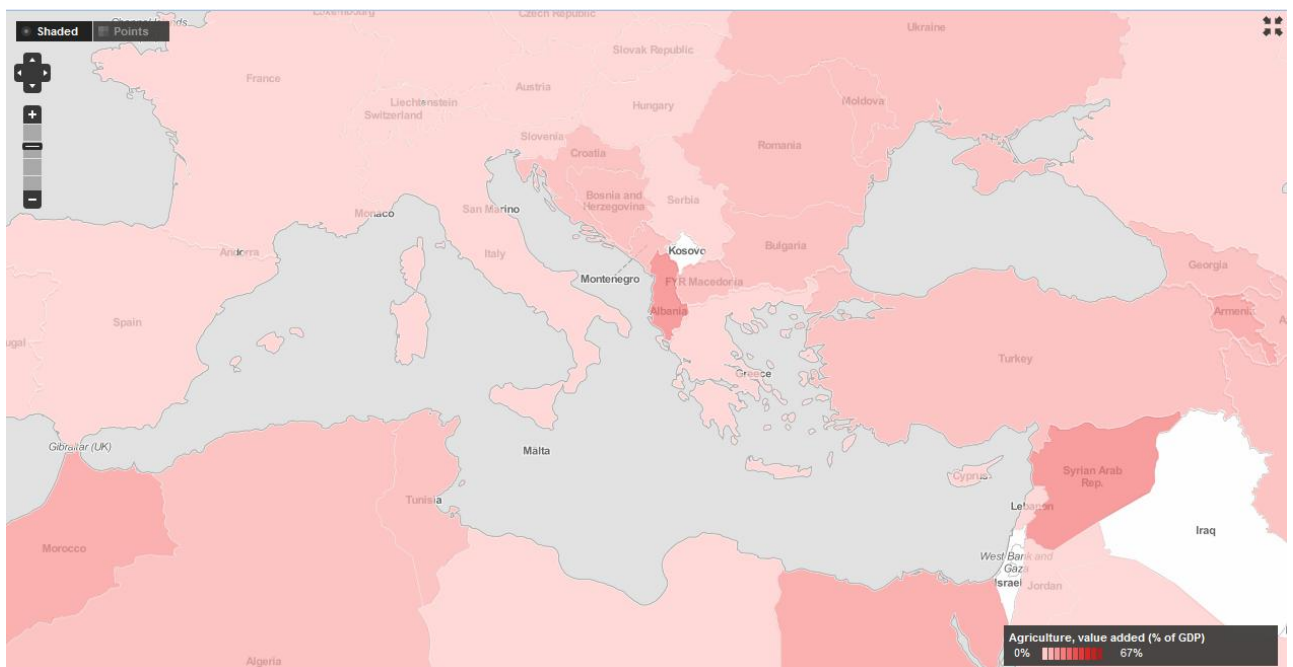 Shaded
Points
Luxembourg
Czech Republic
Ukraine
Slovak Republic
France
Austria
Moldova
Liechtenstein
Switzerland
Hungary
Slovenia
Croatia
Romania
Bosnia and
Herzegovina
Serbia
Monaco
San Marino
Andorra
Italy
Kosovo
Bulgaria
Georgia
Montenegro
FYR Macedonia
Albania
Armenia
Spain
Turkey
Greece
Gibraltar (UK)
Malta
Syrian Arab
Rep.
Cyprus
Tunisia
Lebanon
Iraq
Morocco
West Bank and
Gaza
Israel
Jordan
Algeria
Agriculture, value added (% of GDP)
0%
67%